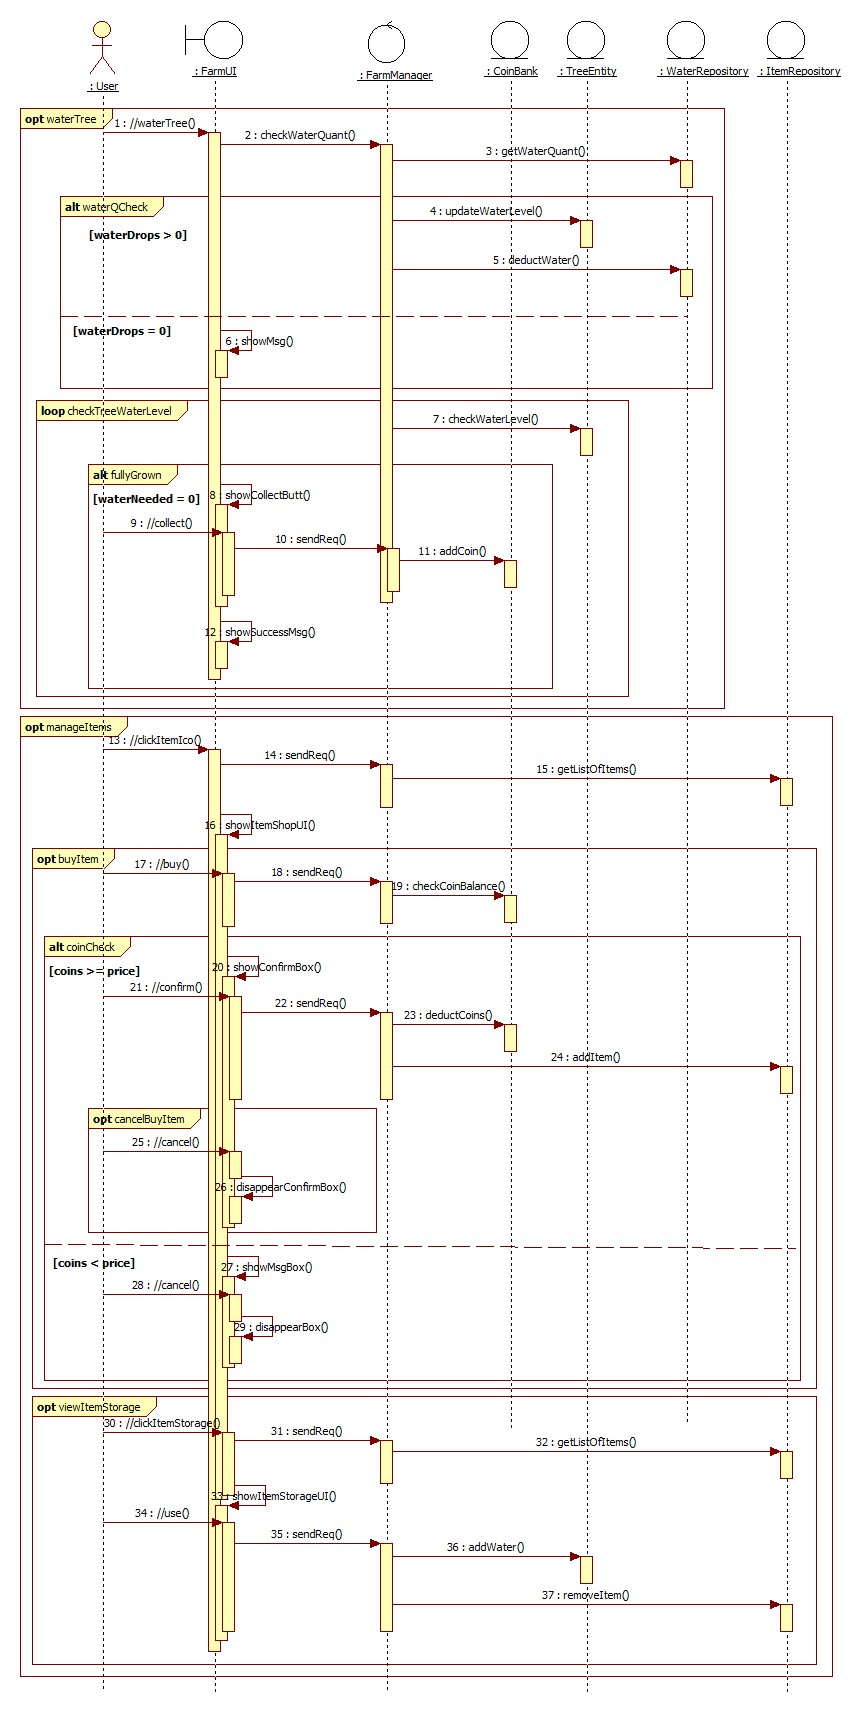 : User
: FarmUI
: FarmManager
: CoinBank
: TreeEntity
: WaterRepository
: ItemRepository
opt waterTree
1 : //waterTree()
2 : checkWaterQuant()
3 : getWaterQuant()
alt waterQCheck
[waterDrops > 0]
4 : updateWaterLevel()
5 : deductWater()
[waterDrops = 0]
6 : showMsg()
loop checkTreeWaterLevel
7 : checkWaterLevel()
alt fullyGrown
[waterNeeded = 0]
8 : showCollectButt()
9 : //collect()
10 : sendReq()
11 : addCoin()
12 : showSuccessMsg()
opt manageItems
13 : //clickItemIco()
14 : sendReq()
15 : getListOfItems()
16 : showItemShopUI()
opt buyItem
17 : //buy()
18 : sendReq()
19 : checkCoinBalance()
alt coinCheck
[coins >= price]
20 : showConfirmBox()
21 : //confirm()
22 : sendReq()
23 : deductCoins()
24 : addItem()
opt cancelBuyItem
25 : //cancel()
26 : disappearConfirmBox()
[coins < price]
27 : showMsgBox()
28 : //cancel()
29 : disappearBox()
opt viewItemStorage
30 : //clickItemStorage()
31 : sendReq()
32 : getListOfItems()
33 : showItemStorageUI()
34 : //use()
35 : sendReq()
36 : addWater()
37 : removeItem()